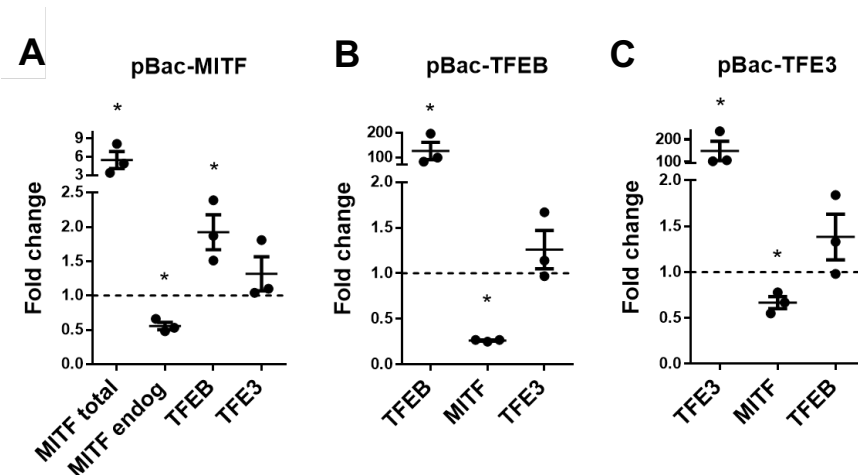 A
pBac-MITF
*
9
6
3
*
*
2.5
2.0
1.5
1.0
0.5
0.0
Fold change
MITF total
MITF endog
TFEB
TFE3
B
pBac-TFEB
*
200
100
2.0
1.5
1.0
0.5
0.0
*
Fold change
TFEB
MITF
TFE3
C
pBac-TFE3
*
200
100
2.0
1.5
1.0
0.5
0.0
*
Fold change
TFE3
MITF
TFEB